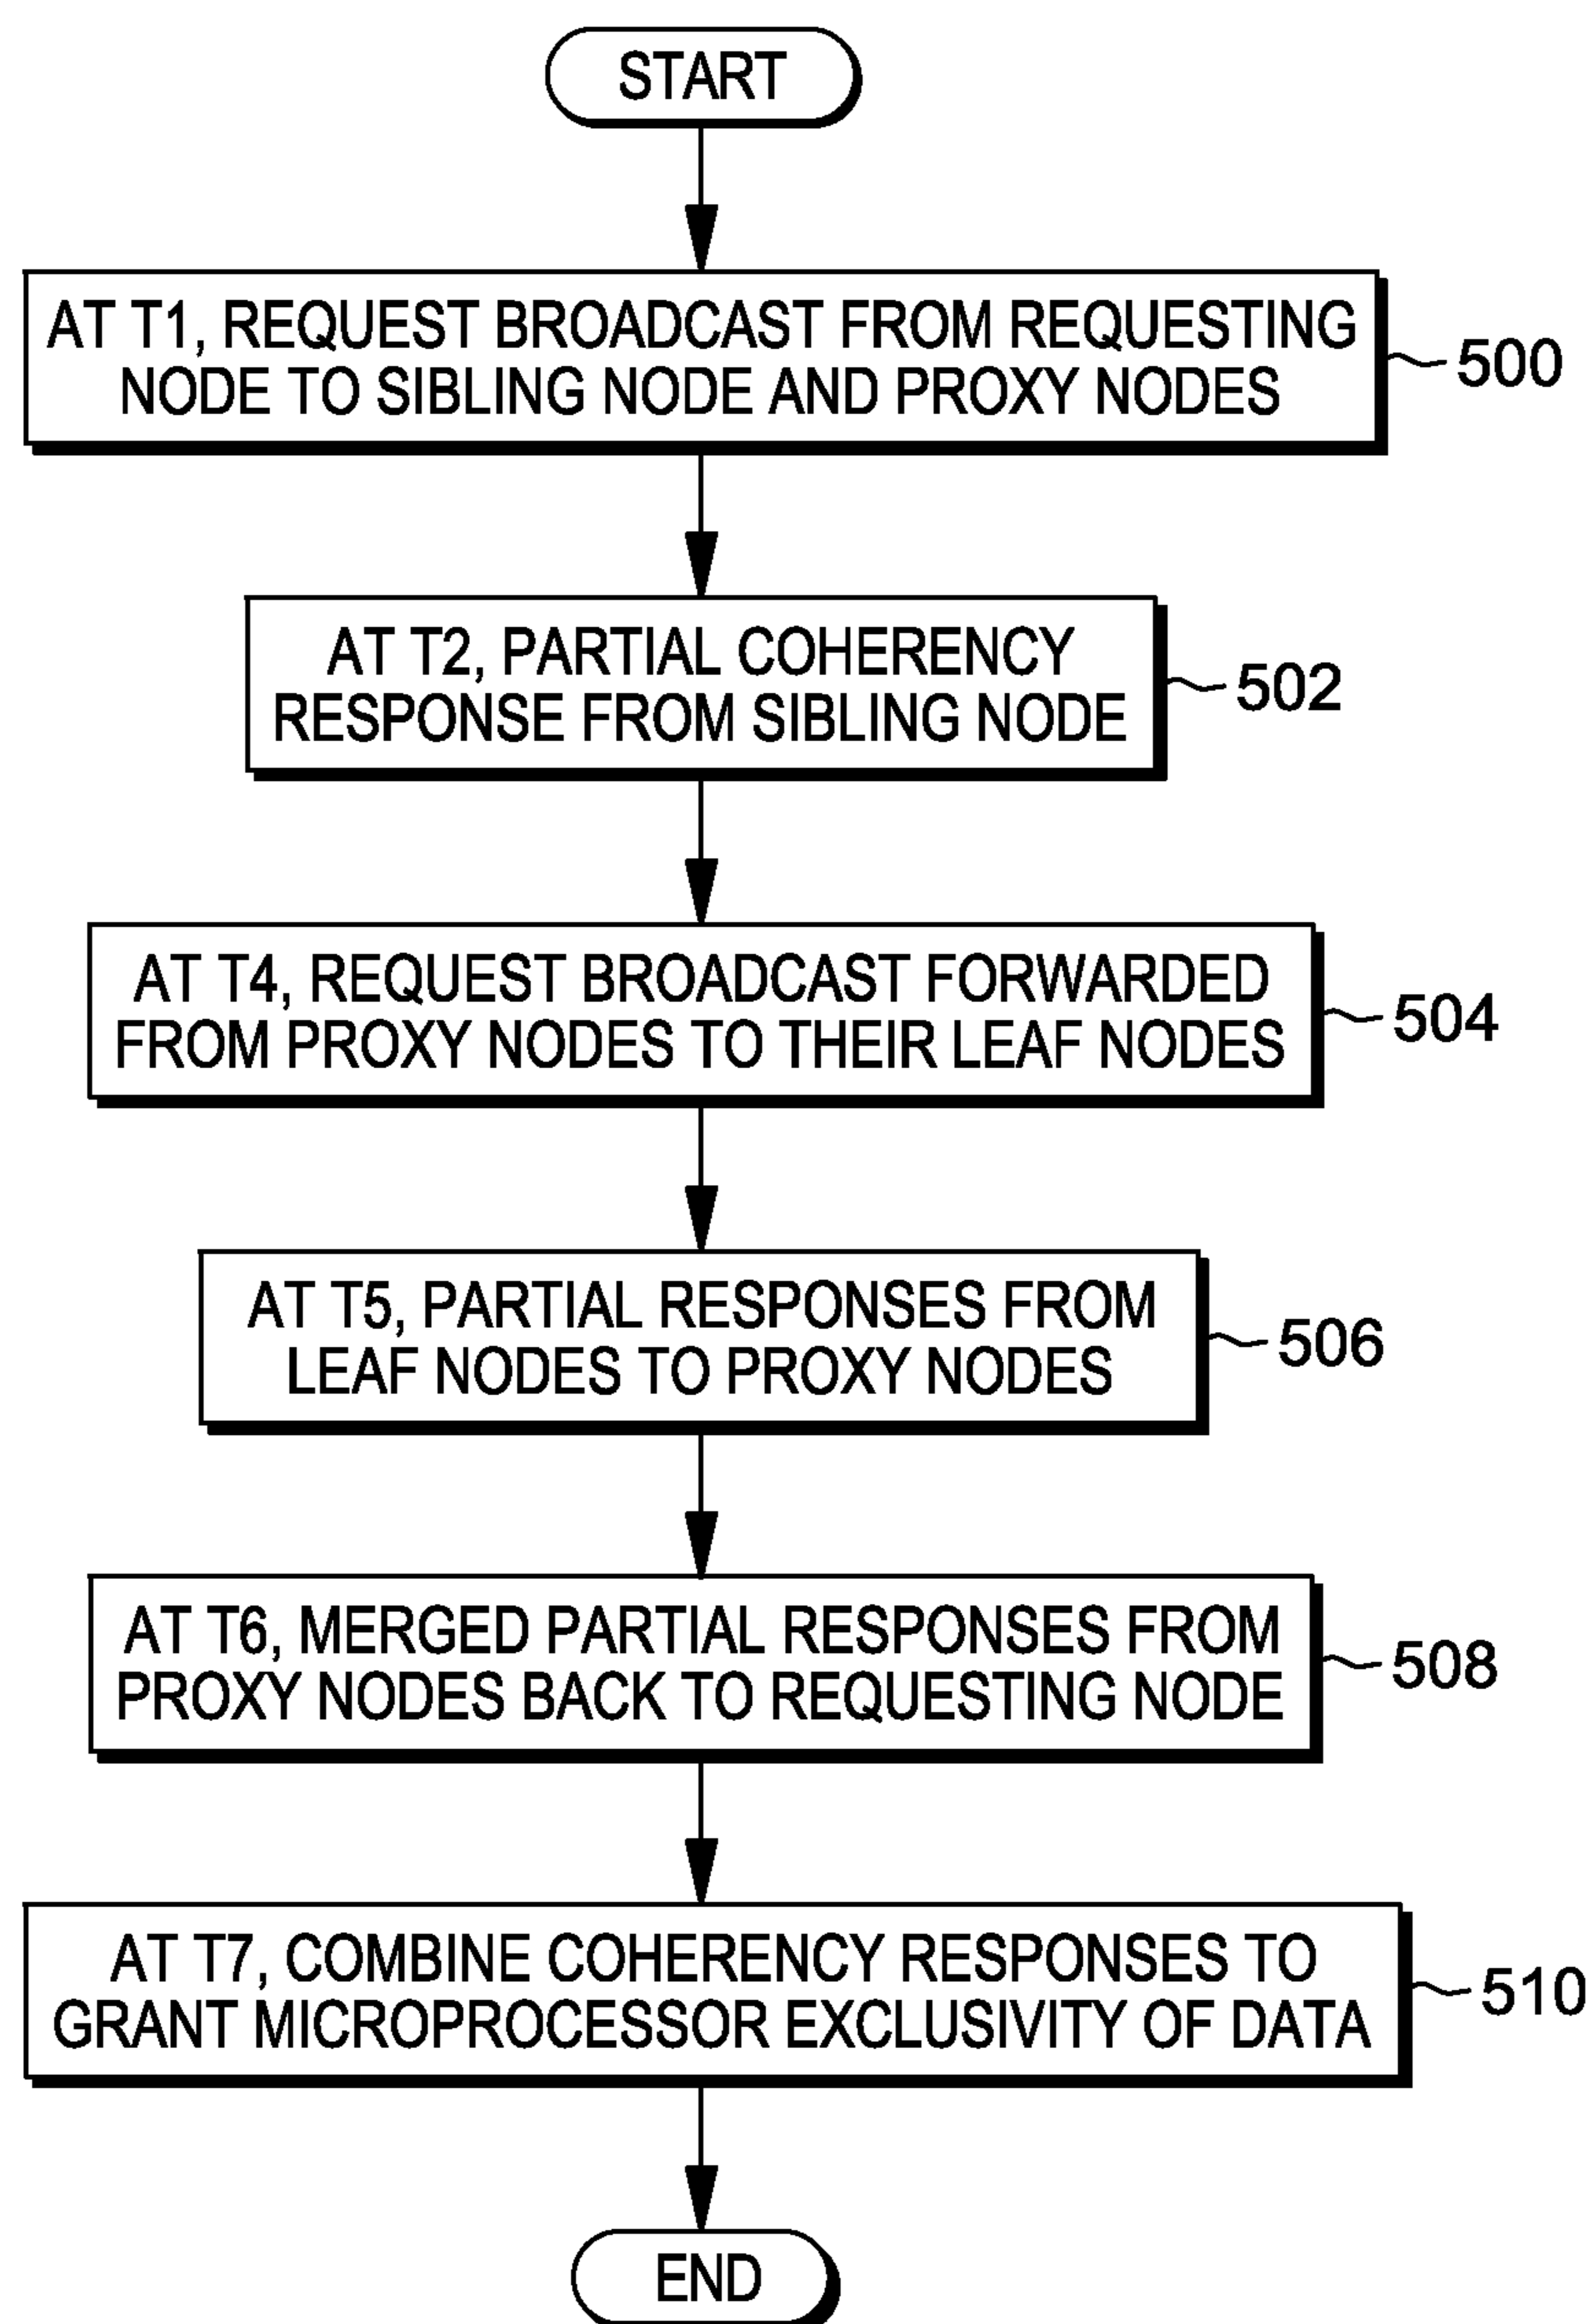 START
AT T1, REQUEST BROADCAST FROM REQUESTING
NODE TO SIBLING NODE AND PROXY NODES
500
AT T2, PARTIAL COHERENCY
RESPONSE FROM SIBLING NODE
502
AT T4, REQUEST BROADCAST FORWARDED
FROM PROXY NODES TO THEIR LEAF NODES
504
AT T5, PARTIAL RESPONSES FROM
LEAF NODES TO PROXY NODES
506
AT T6, MERGED PARTIAL RESPONSES FROM
PROXY NODES BACK TO REQUESTING NODE
508
AT T7, COMBINE COHERENCY RESPONSES TO
GRANT MICROPROCESSOR EXCLUSIVITY OF DATA
510
END